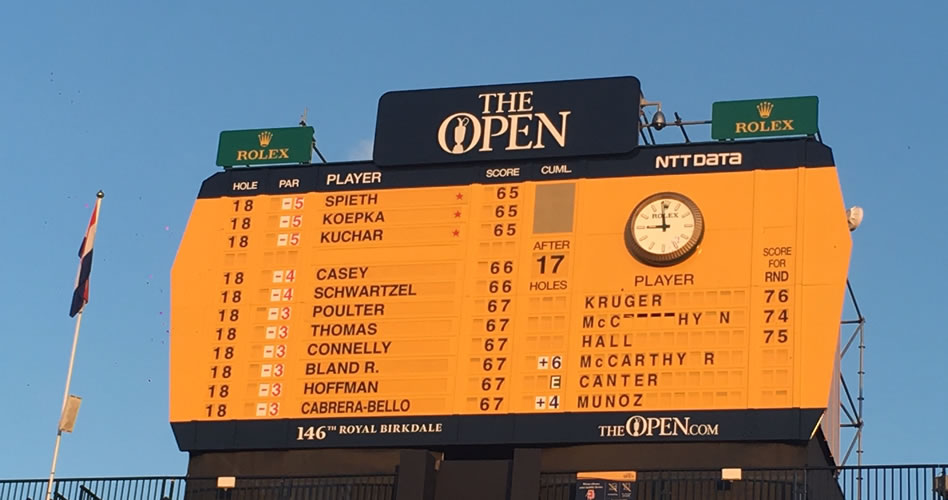 THE
OPEN
ROLEX
ROLEX
NTT DATA
HOLE PAR PLAYER SCORE CUML.
18 -5 SPIETH ★ 65
18 -5 KOEPKA ★ 65
18 -5 KUCHAR ★ 65
18 -4 CASEY 66
18 -4 SCHWARTZEL 66
18 -3 POULTER 67
18 -3 THOMAS 67
18 -3 CONNELLY 67
18 -3 BLAND R. 67
18 -3 HOFFMAN 67
18 -3 CABRERA-BELLO 67
AFTER
17
HOLES
ROLEX
PLAYER
SCORE
FOR
RND
KRUGER 76
HY N 74
HALL 75
+6 McCARTHY R
E CANTER
+4 MUNOZ
146TH ROYAL BIRKDALE
THE OPEN.COM